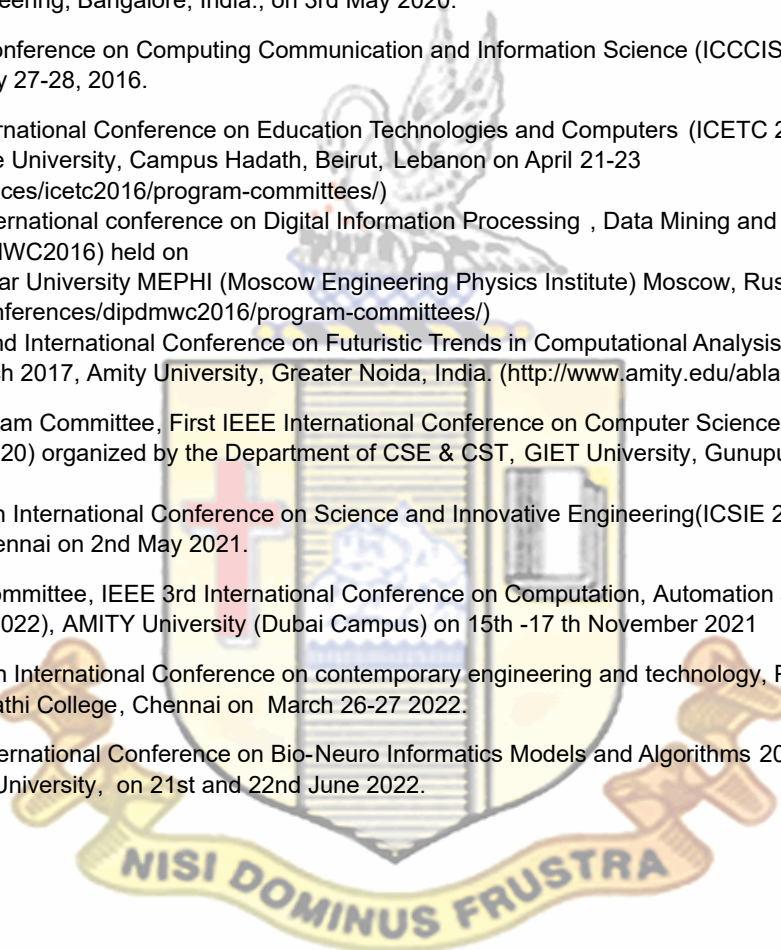 eering, Bangalore, India., on 3rd May 2020.
onference on Computing Communication and Information Science (ICCCIS
y 27-28, 2016.
rnational Conference on Education Technologies and Computers (ICETC 2
e University, Campus Hadath, Beirut, Lebanon on April 21-23
ces/icetc2016/program-committees/)
ernational conference on Digital Information Processing , Data Mining and
MWC2016) held on
ar University MEPHI (Moscow Engineering Physics Institute) Moscow, Rus
nferences/dipdmwc2016/program-committees/)
nd International Conference on Futuristic Trends in Computational Analysis
ch 2017, Amity University, Greater Noida, India. (http://www.amity.edu/abla
am Committee, First IEEE International Conference on Computer Science
20) organized by the Department of CSE & CST, GIET University, Gunupu
h International Conference on Science and Innovative Engineering(ICSIE 2
ennai on 2nd May 2021.
ommittee, IEEE 3rd International Conference on Computation, Automation
022), AMITY University (Dubai Campus) on 15th -17 th November 2021
h International Conference on contemporary engineering and technology,
athi College, Chennai on March 26-27 2022.
ernational Conference on Bio-Neuro Informatics Models and Algorithms 20
University, on 21st and 22nd June 2022.
NISI DOMINUS FRUSTRA